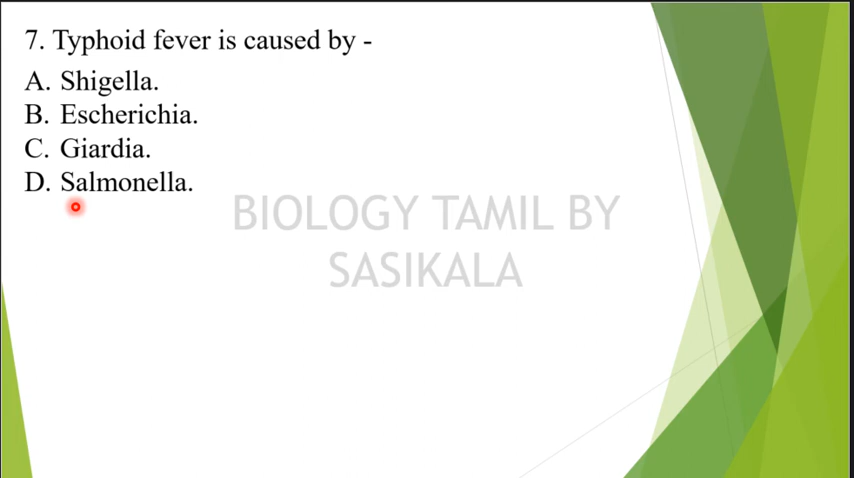 7. Typhoid fever is caused by -
A. Shigella.
B. Escherichia.
C. Giardia.
D. Salmonella.
BIOLOGY TAMIL BY
SASIKALA